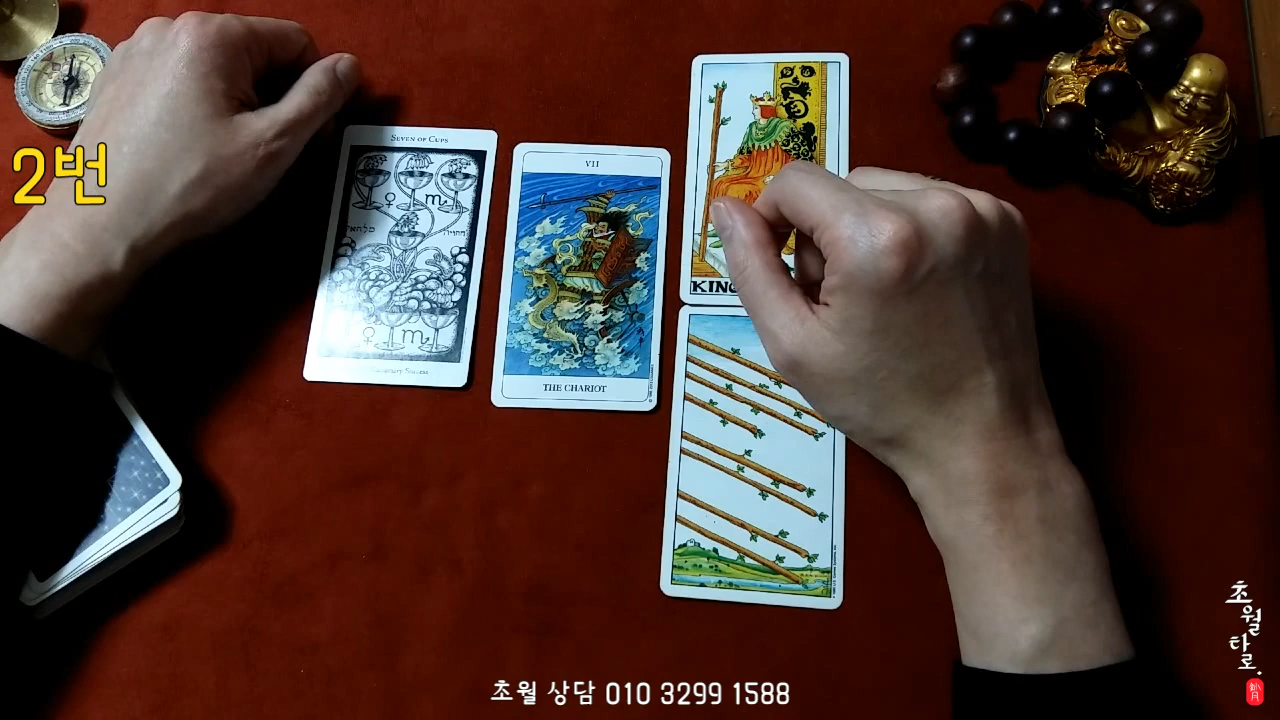 2번
SEVEN OF CUPS
VII
THE CHARIOT
KING
초월
타로.
초월 상담 010 3299 1588